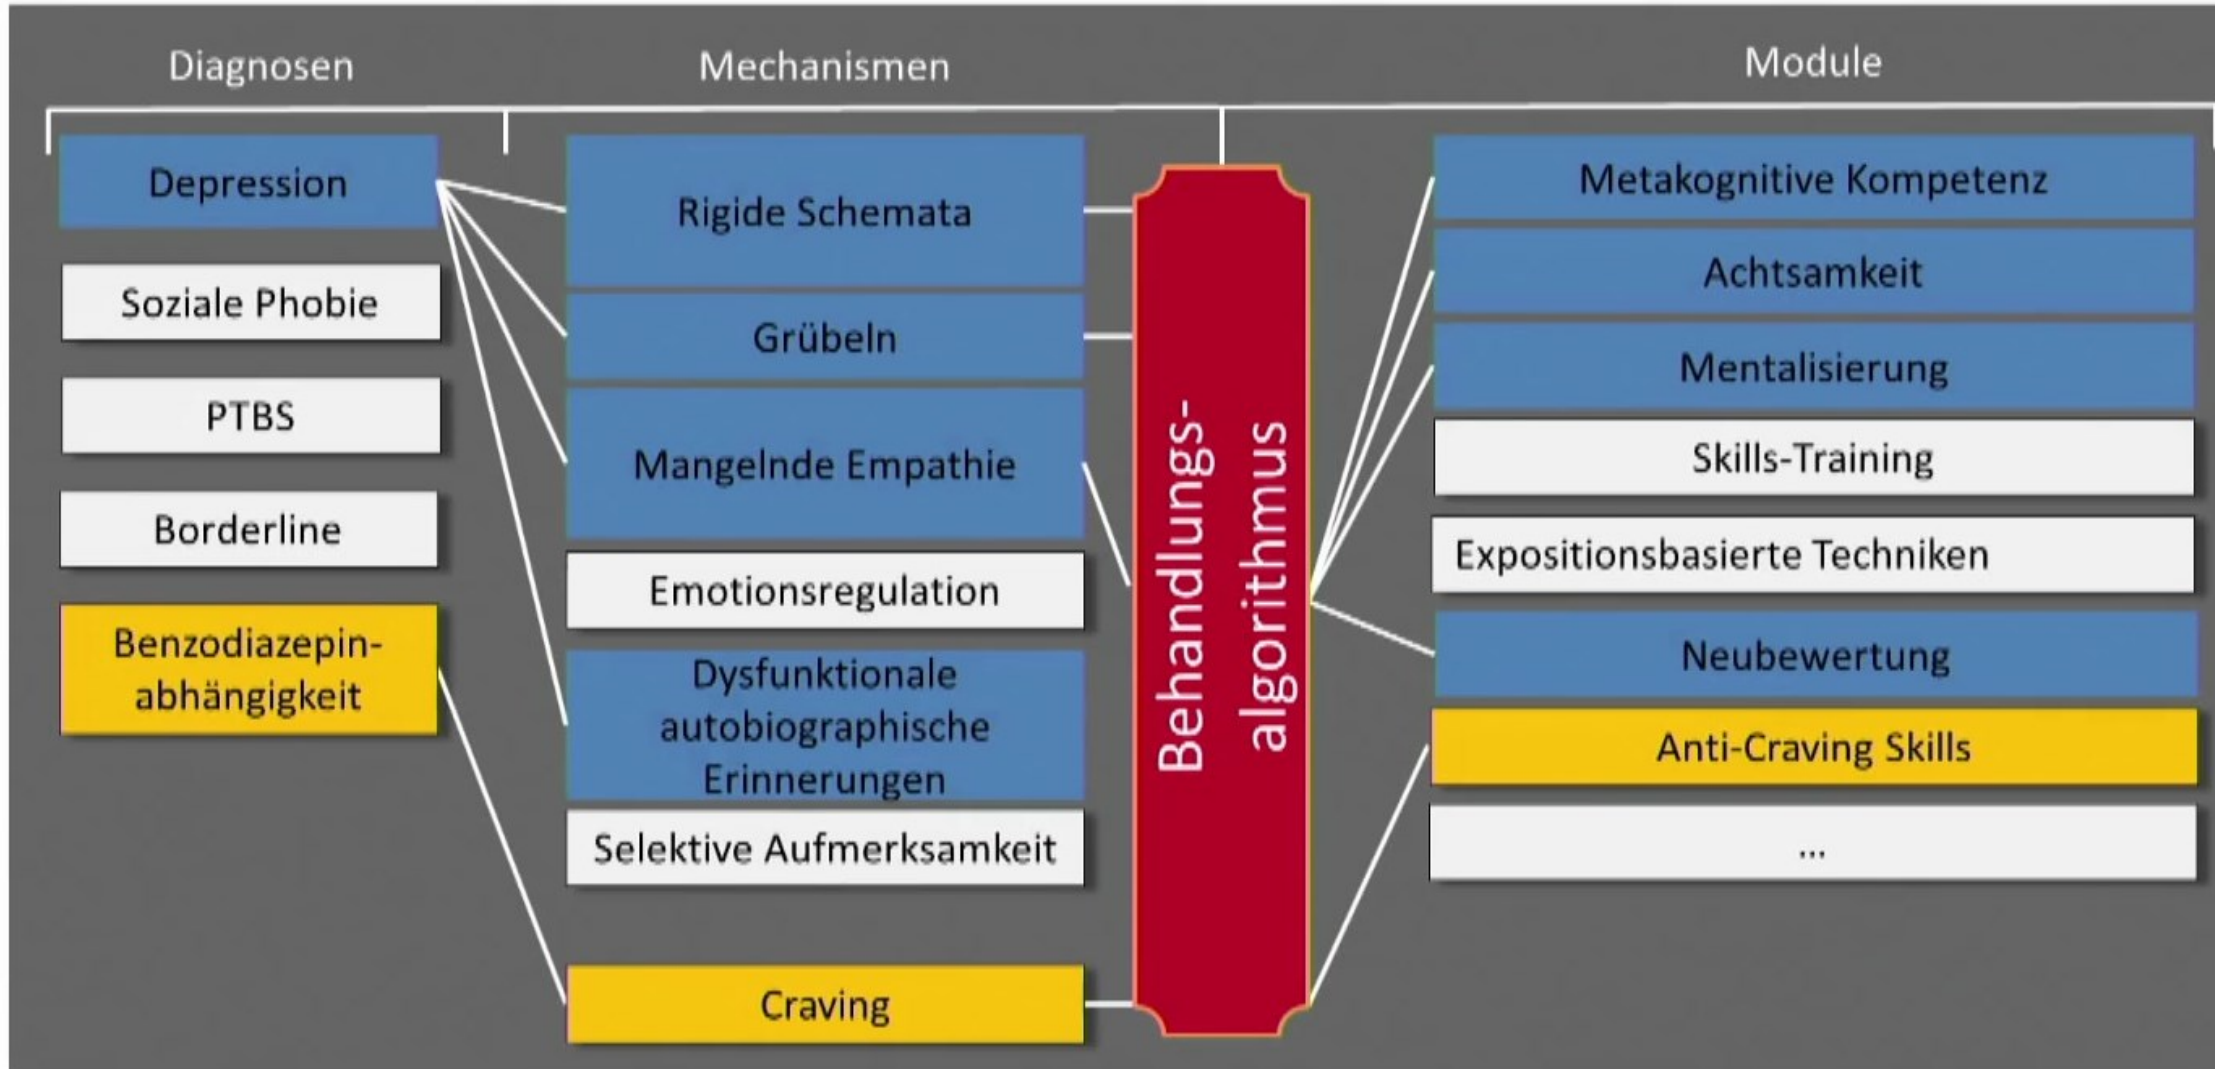 Diagnosen
Mechanismen
Module
Depression
Soziale Phobie
PTBS
Borderline
Benzodiazepin-
abhängigkeit
Rigide Schemata
Grübeln
Mangelnde Empathie
Emotionsregulation
Dysfunktionale
autobiographische
Erinnerungen
Selektive Aufmerksamkeit
Craving
Behandlungs-
algorithmus
Metakognitive Kompetenz
Achtsamkeit
Mentalisierung
Skills-Training
Expositionsbasierte Techniken
Neubewertung
Anti-Craving Skills
...